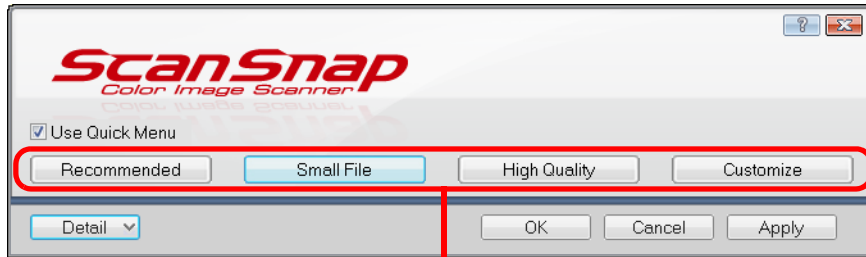 ?
ScanSnap
Color Image Scanner
Use Quick Menu
Recommended Small File High Quality Customize
Detail OK Cancel Apply